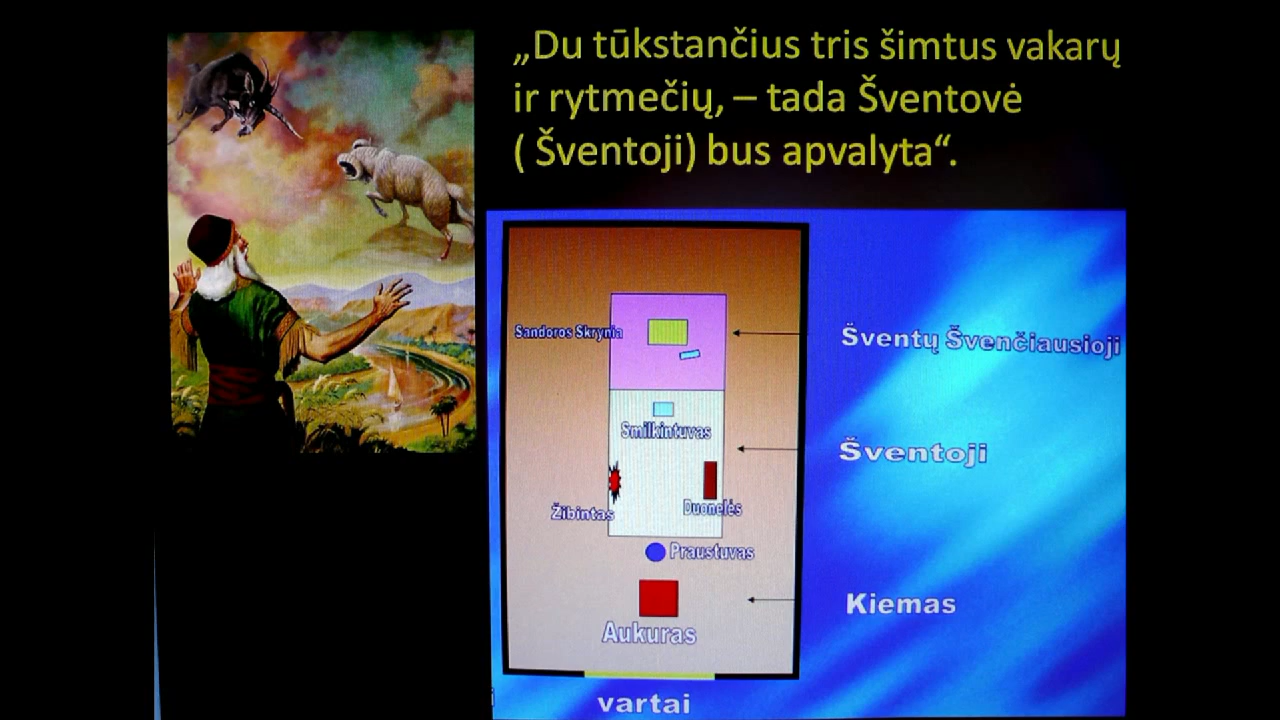 „Du tūkstančius tris šimtus vakarų
ir rytmečių, – tada Šventovė
( Šventoji) bus apvalyta“.
Sandoros Skrynia
Šventų Švenčiausioji
Smilkintuvas
Šventoji
Žibintas
Duonelės
Praustuvas
Kiemas
Aukuras
vartai